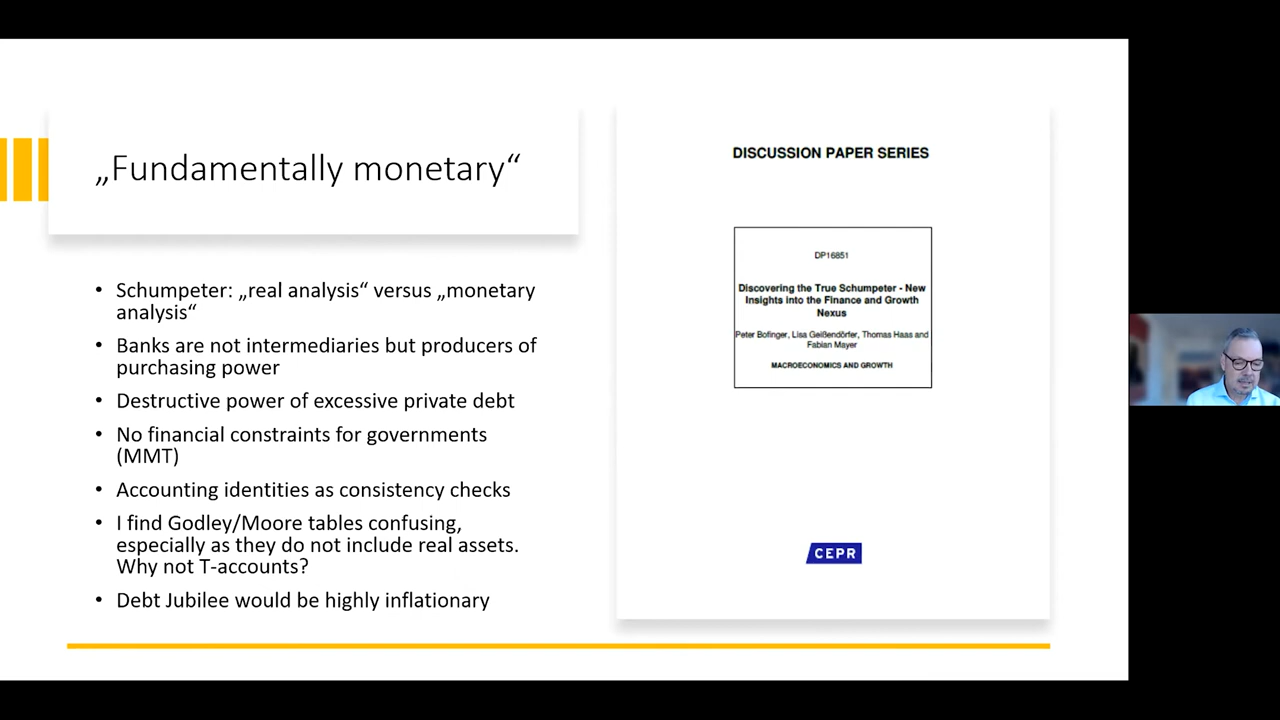 „Fundamentally monetary“
• Schumpeter: „real analysis“ versus „monetary
analysis“
• Banks are not intermediaries but producers of
purchasing power
• Destructive power of excessive private debt
• No financial constraints for governments
(MMT)
• Accounting identities as consistency checks
• I find Godley/Moore tables confusing,
especially as they do not include real assets.
Why not T-accounts?
• Debt Jubilee would be highly inflationary
DISCUSSION PAPER SERIES
DP16851
Discovering the True Schumpeter - New
Insights into the Finance and Growth
Nexus
Peter Bofinger, Lisa Geißendörfer, Thomas Haas and
Fabian Mayer
MACROECONOMICS AND GROWTH
CEPR